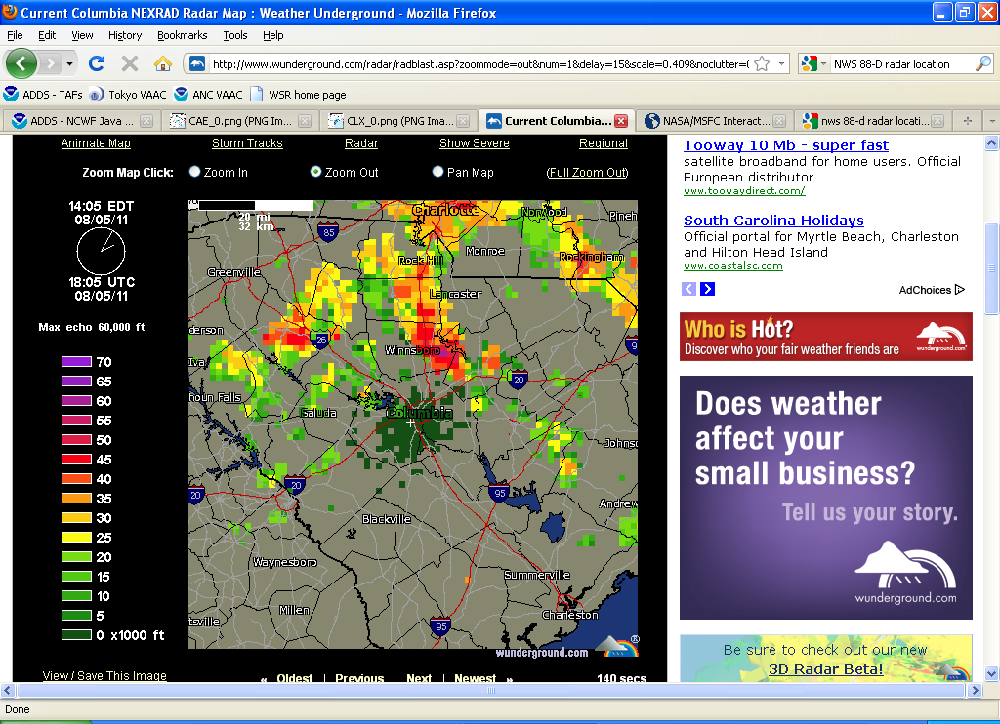 Current Columbia NEXRAD Radar Map : Weather Underground - Mozilla Firefox
File Edit View History Bookmarks Tools Help
http://www.wunderground.com/radar/radblast.asp?zoommode=out&num=1&delay=15&scale=0.409&noclutter=( NWS 88-D radar location
ADDS - TAFs Tokyo VAAC ANC VAAC WSR home page
ADDS - NCWF Java ... CAE_0.png (PNG Im... CLX_0.png (PNG Ima... Current Columbia... NASA/MSFC Interact... nws 88-d radar locati...
Animate Map Storm Tracks Radar Show Severe Regional
Zoom Map Click: Zoom In Zoom Out Pan Map (Full Zoom Out)
14:05 EDT
08/05/11
18:05 UTC
08/05/11
Max echo 60,000 ft
70
65
60
55
50
45
40
35
30
25
20
15
10
5
0 x1000 ft
20 mi
32 km
Charlotte
Norwood
Pineh
85
Rock Hill
Monroe
Rockingham
Greenville
Lancaster
derson
26
Winnsboro
9
iva
20
houn Falls
Saluda
Columbia
Johns
20
20
95
Andrew
Blackville
Waynesboro
Summerville
Millen
Charleston
tsville
95
wunderground.com ®
View / Save This Image
« Oldest | Previous | Next | Newest » 140 secs
Tooway 10 Mb - super fast
satellite broadband for home users. Official
European distributor
www.toowaydirect.com/
South Carolina Holidays
Official portal for Myrtle Beach, Charleston
and Hilton Head Island
www.coastalsc.com
AdChoices
Who is Hot?
Discover who your fair weather friends are
wunderground.com
Does weather
affect your
small business?
Tell us your story.
wunderground.com
Be sure to check out our new
3D Radar Beta!
Done